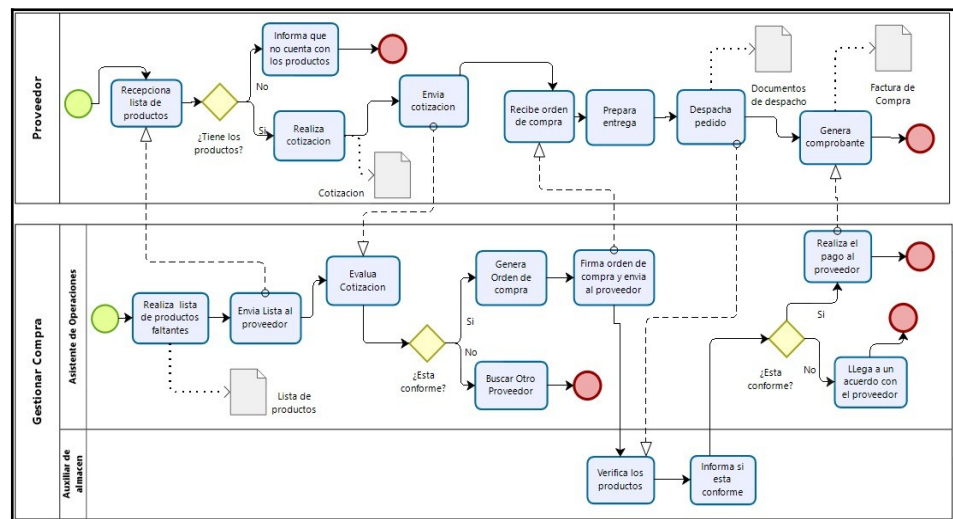 Proveedor
Informa que
no cuenta con
los productos
Recepciona
lista de
productos
No
Si
¿Tiene los
productos?
Realiza
cotizacion
Cotizacion
Envia
cotizacion
Recibe orden
de compra
Prepara
entrega
Despacha
pedido
Documentos
de despacho
Genera
comprobante
Factura de
Compra
Gestionar Compra
Asistente de Operaciones
Realiza lista
de productos
faltantes
Lista de
productos
Envia Lista al
proveedor
Evalua
Cotizacion
¿Esta
conforme?
Si
No
Genera
Orden de
compra
Buscar Otro
Proveedor
Firma orden de
compra y envia
al proveedor
Realiza el
pago al
proveedor
Si
¿Esta
conforme?
No
LLega a un
acuerdo con
el proveedor
Auxiliar de
almacen
Verifica los
productos
Informa si
esta
conforme